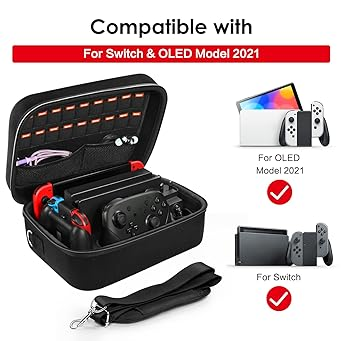 Compatible with
For Switch & OLED Model 2021
For OLED
Model 2021
For Switch